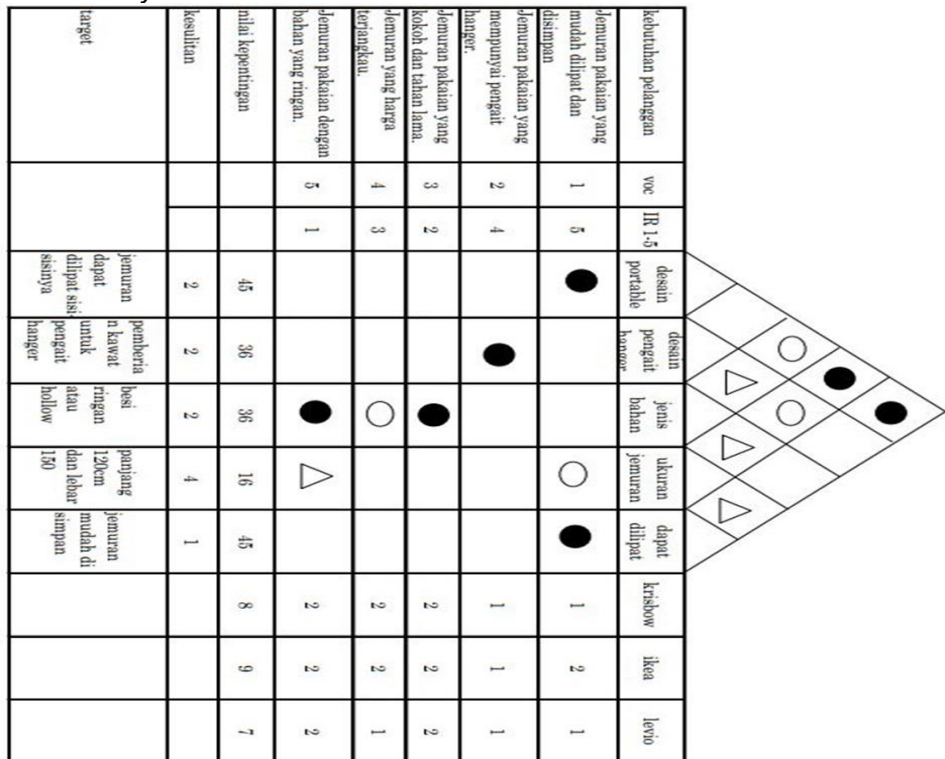 kebutuhan pelanggan
voc
IR 1-5
desain
portable
desain
pengait
hanger
jenis
bahan
ukuran
jemuran
dapat
dilipat
krisbow
ikea
levio
Jemuran pakaian yang
mudah dilipat dan
disimpan
1
5
1
2
1
Jemuran pakaian yang
mempunyai pengait
hanger.
2
4
1
1
1
Jemuran pakaian yang
kokoh dan tahan lama.
3
2
2
2
2
Jemuran yang harga
terjangkau.
4
3
2
2
1
Jemuran pakaian dengan
bahan yang ringan.
5
1
2
2
2
nilai kepentingan
45
36
36
16
45
8
9
7
kesulitan
2
2
2
4
1
target
jemuran
dapat
dilipat sisi-
sisinya
pemberia
n kawat
untuk
pengait
hanger
besi
ringan
atau
hollow
panjang
120cm
dan lebar
150
jemuran
mudah di
simpan